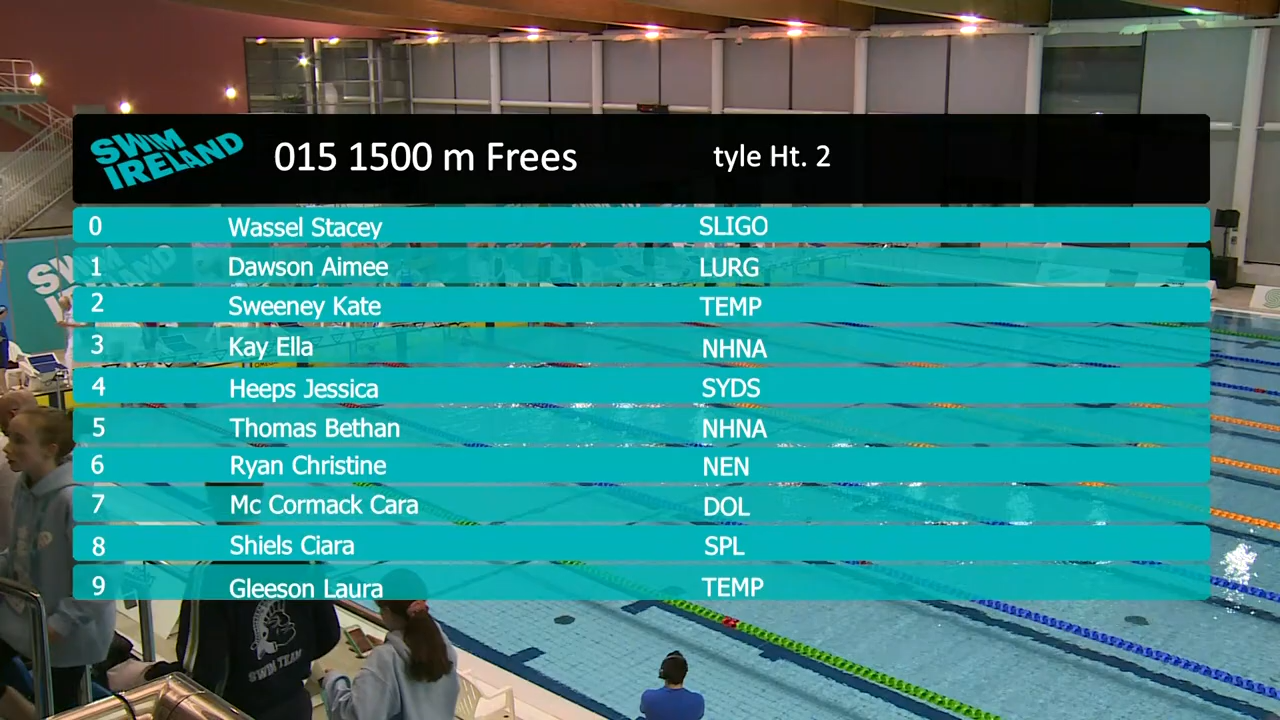 SWIM
IRELAND
015 1500 m Frees tyle Ht. 2
0 Wassel Stacey SLIGO
1 Dawson Aimee LURG
2 Sweeney Kate TEMP
3 Kay Ella NHNA
4 Heeps Jessica SYDS
5 Thomas Bethan NHNA
6 Ryan Christine NEN
7 Mc Cormack Cara DOL
8 Shiels Ciara SPL
9 Gleeson Laura TEMP
SWIM TEAM